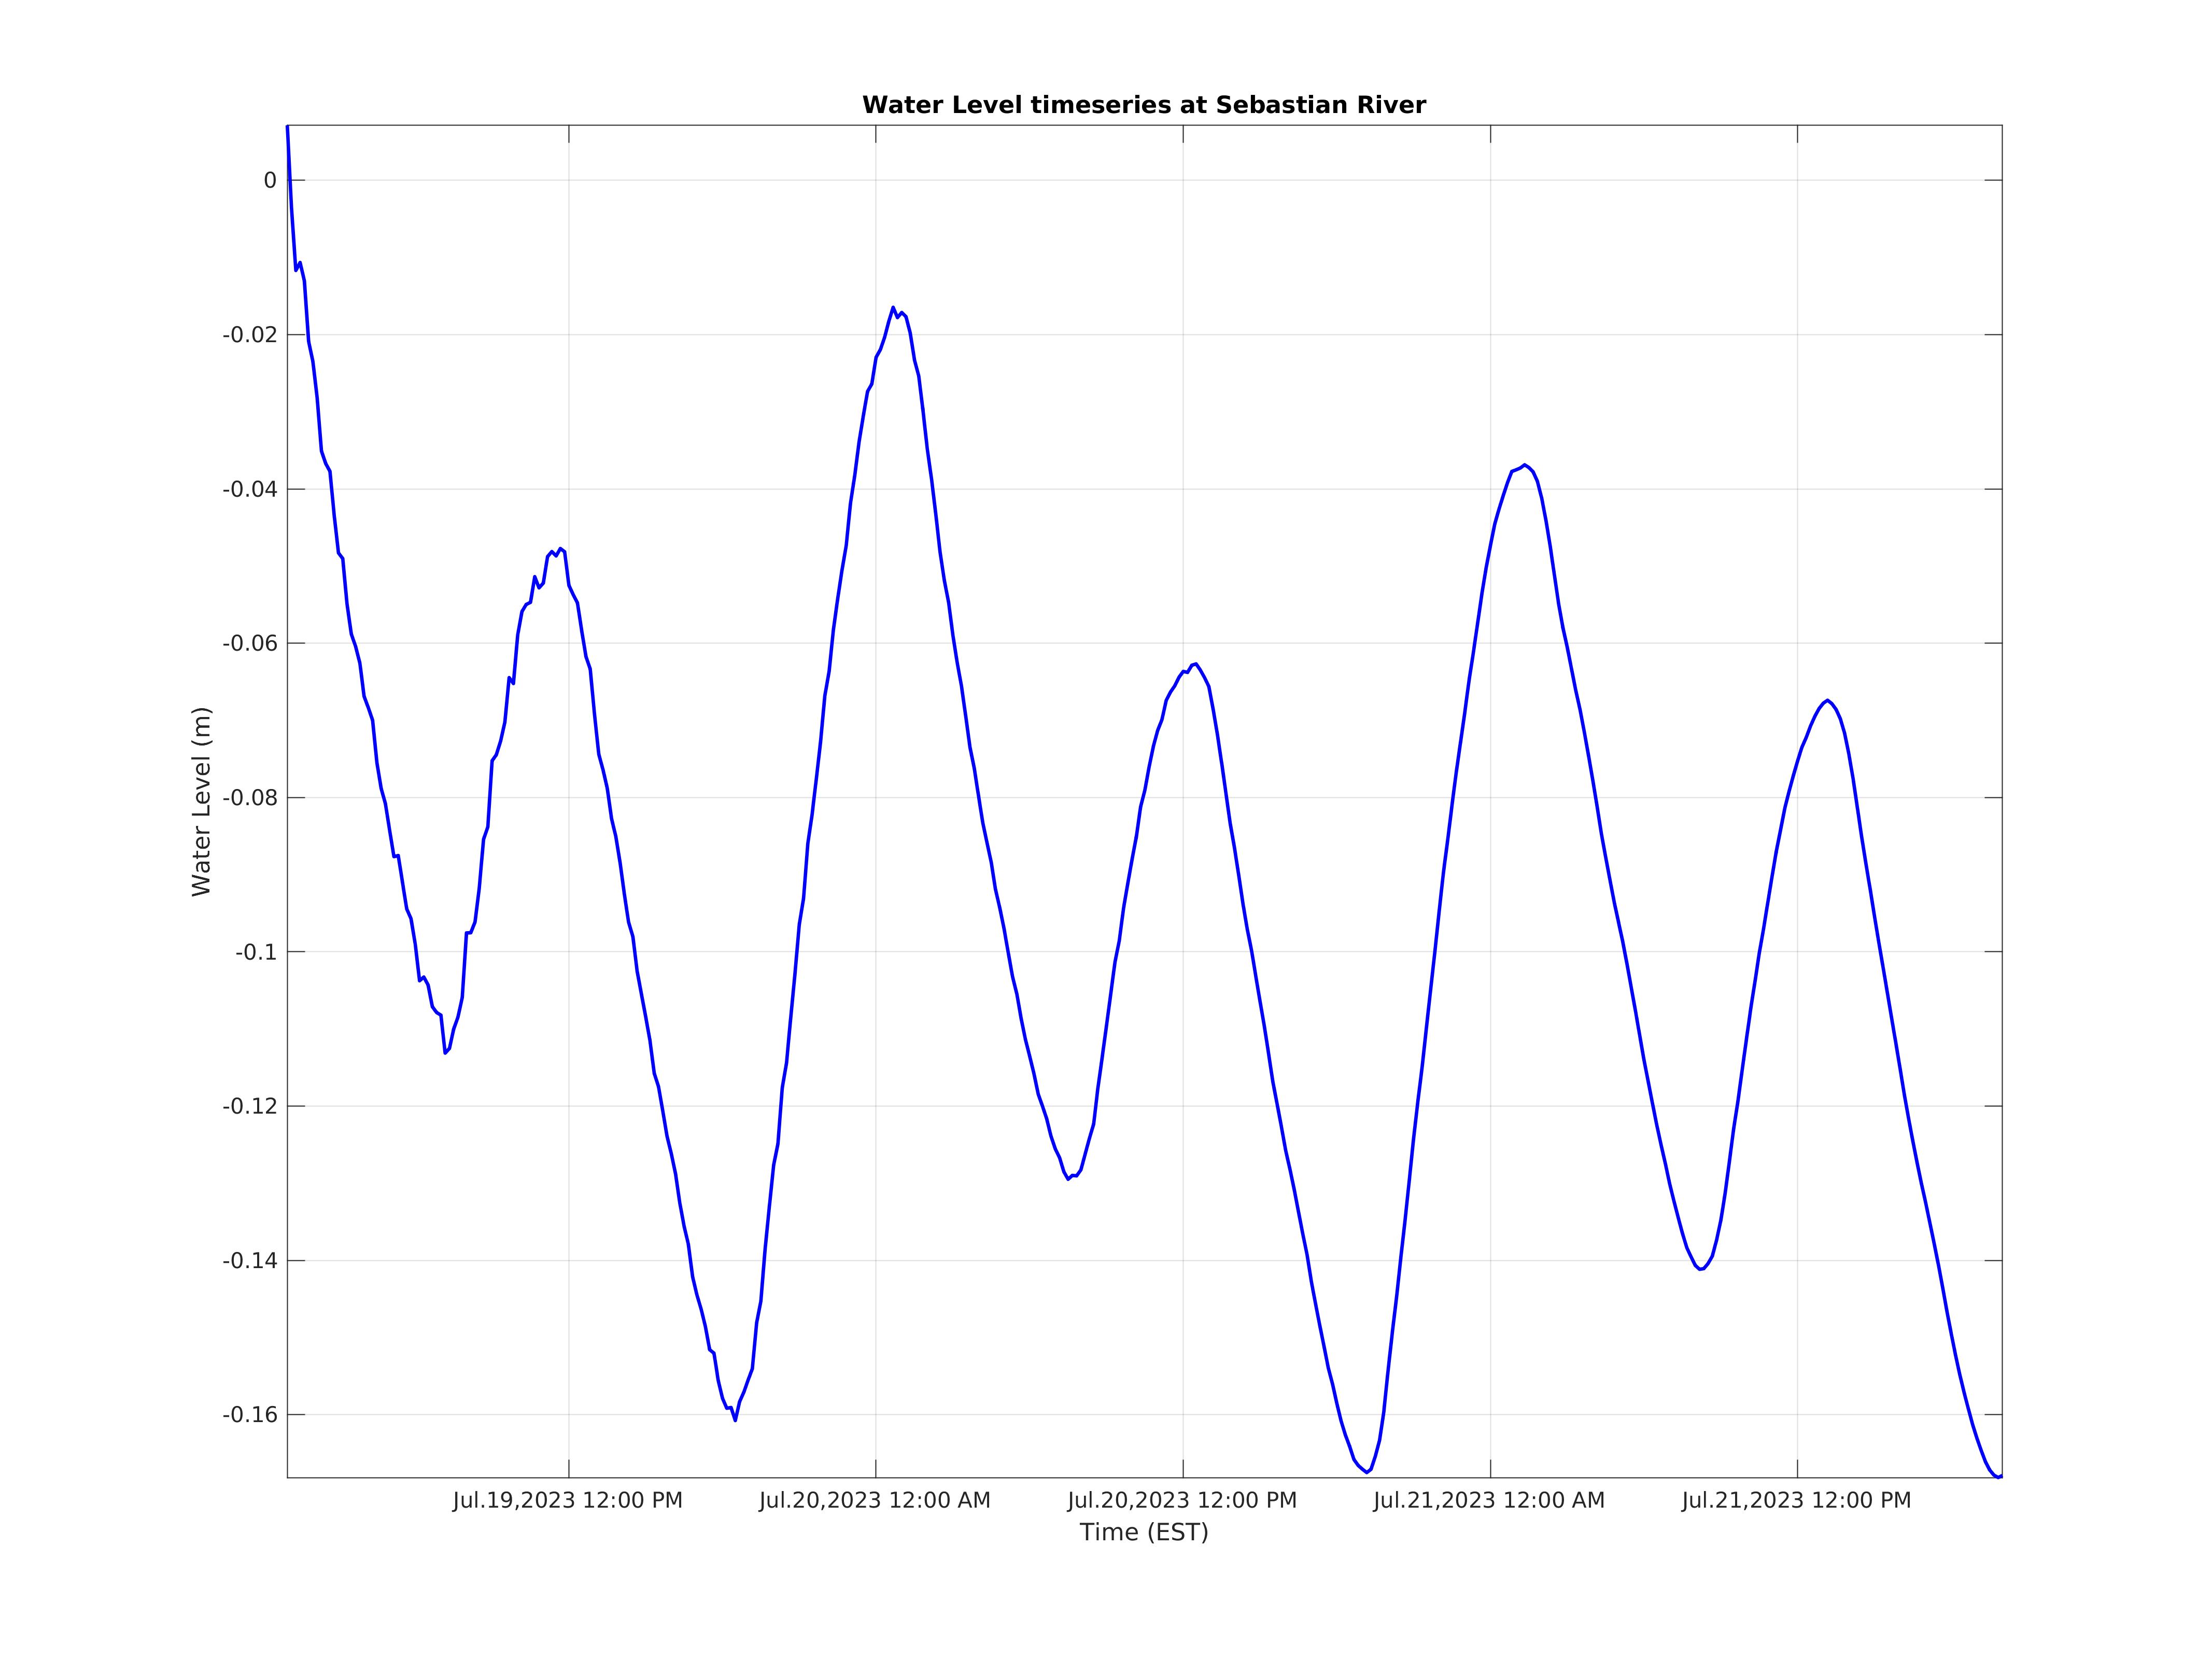 Water Level timeseries at Sebastian River
0
-0.02
-0.04
-0.06
-0.08
-0.1
-0.12
-0.14
-0.16
Water Level (m)
Jul.19,2023 12:00 PM
Jul.20,2023 12:00 AM
Jul.20,2023 12:00 PM
Jul.21,2023 12:00 AM
Jul.21,2023 12:00 PM
Time (EST)